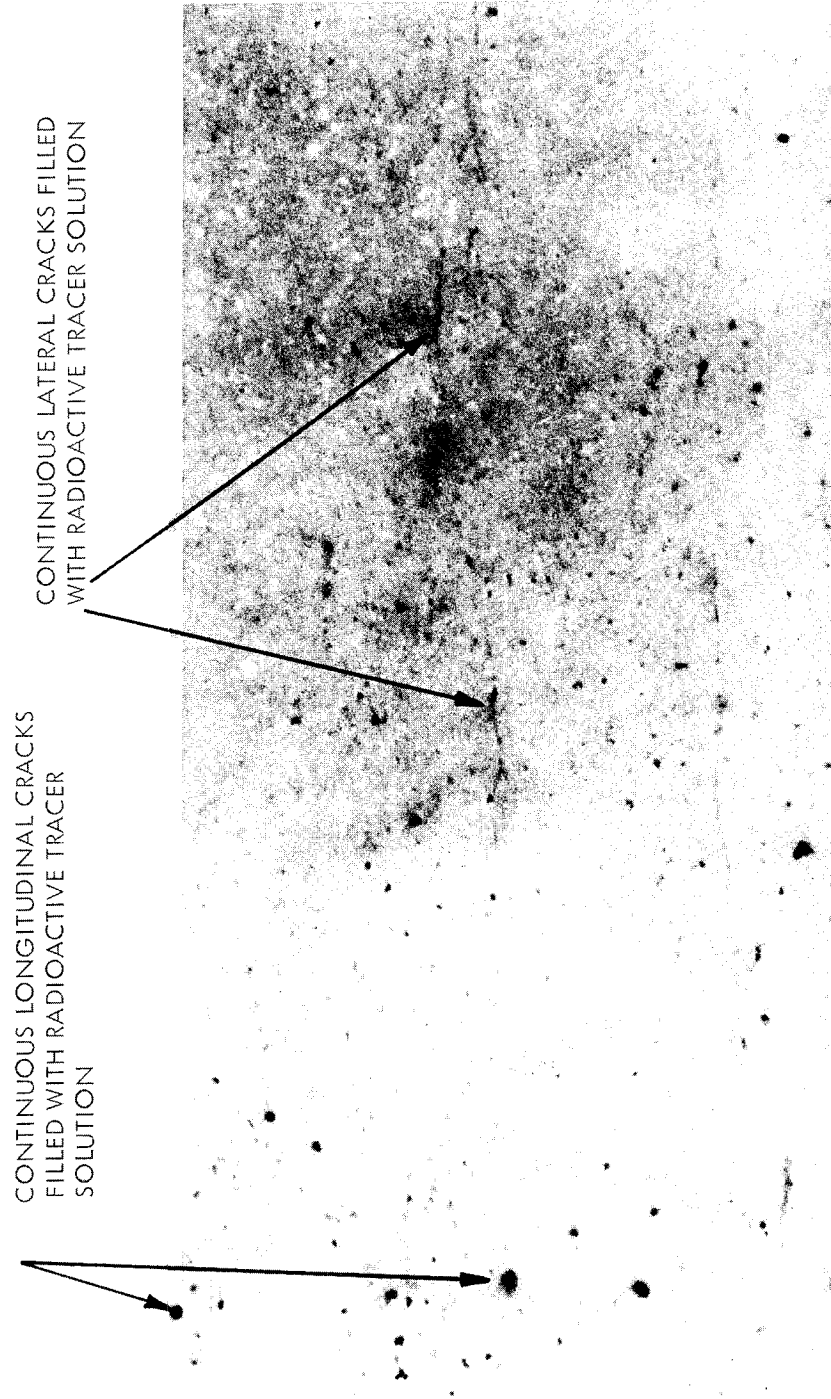 CONTINUOUS LONGITUDINAL CRACKS
FILLED WITH RADIOACTIVE TRACER
SOLUTION
CONTINUOUS LATERAL CRACKS FILLED
WITH RADIOACTIVE TRACER SOLUTION